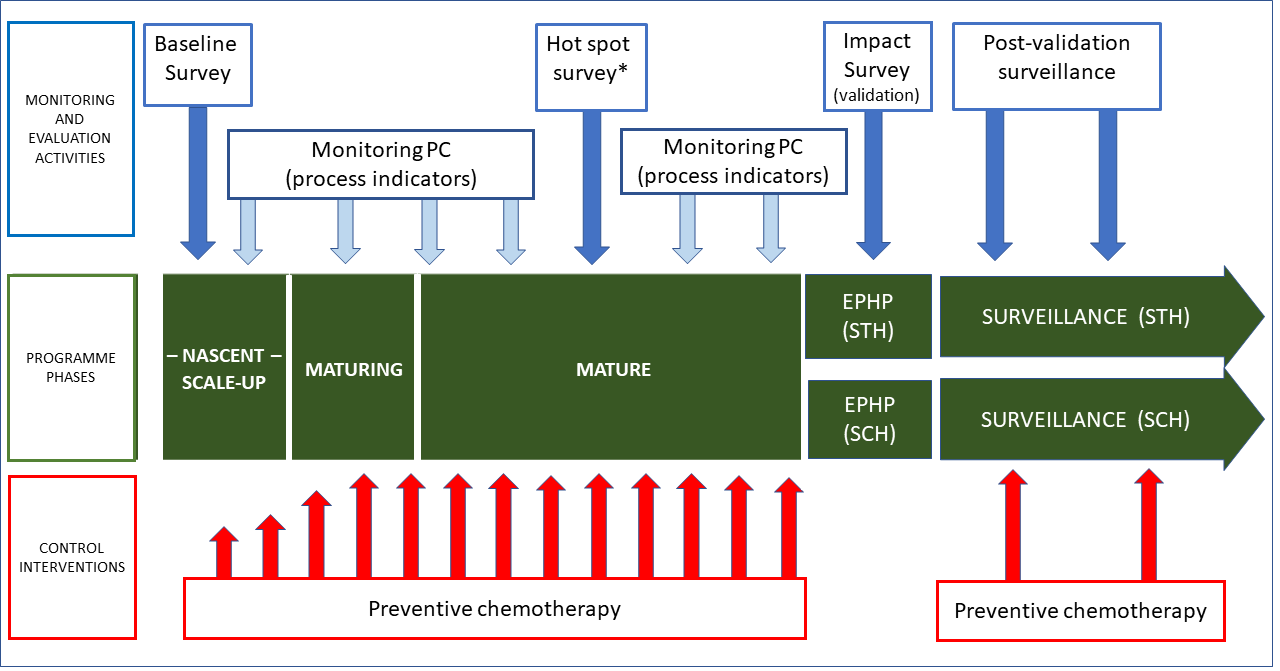 MONITORING
AND
EVALUATION
ACTIVITIES
Baseline
Survey
Monitoring PC
(process indicators)
Hot spot
survey*
Monitoring PC
(process indicators)
Impact
Survey
(validation)
Post-validation
surveillance
PROGRAMME
PHASES
– NASCENT –
SCALE-UP
MATURING
MATURE
EPHP
(STH)
SURVEILLANCE (STH)
EPHP
(SCH)
SURVEILLANCE (SCH)
CONTROL
INTERVENTIONS
Preventive chemotherapy
Preventive chemotherapy